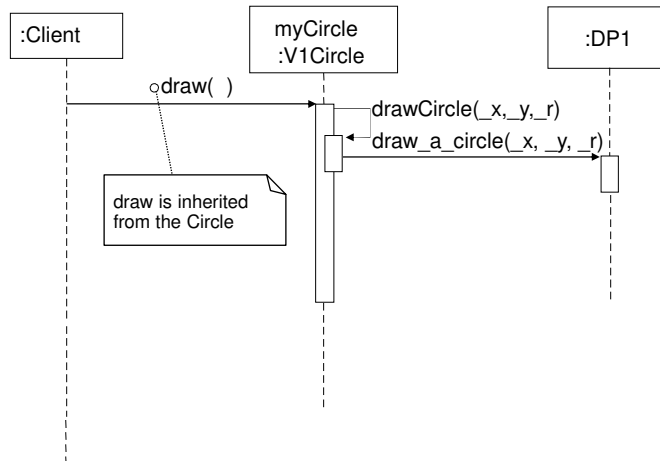 :Client
myCircle
:V1Circle
:DP1
draw( )
drawCircle(_x,_y,_r)
draw_a_circle(_x, _y, _r)
draw is inherited
from the Circle